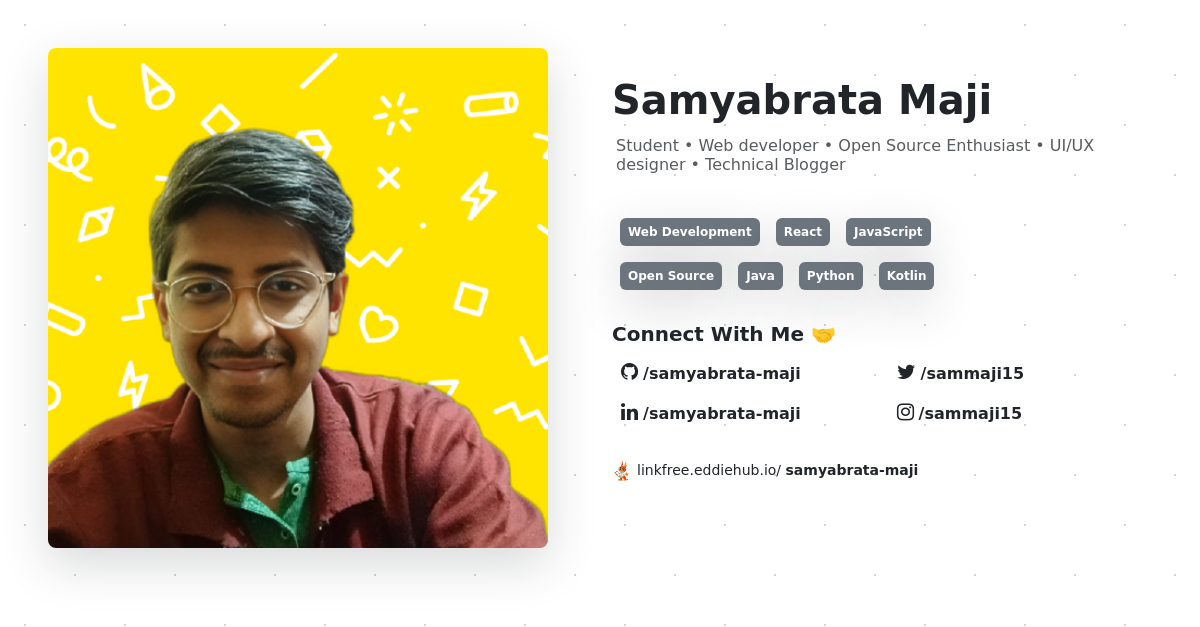 Samyabrata Maji
Student • Web developer • Open Source Enthusiast • UI/UX
designer • Technical Blogger
Web Development React JavaScript
Open Source Java Python Kotlin
Connect With Me 🤝
/samyabrata-maji /sammaji15
/samyabrata-maji /sammaji15
linkfree.eddiehub.io/ samyabrata-maji